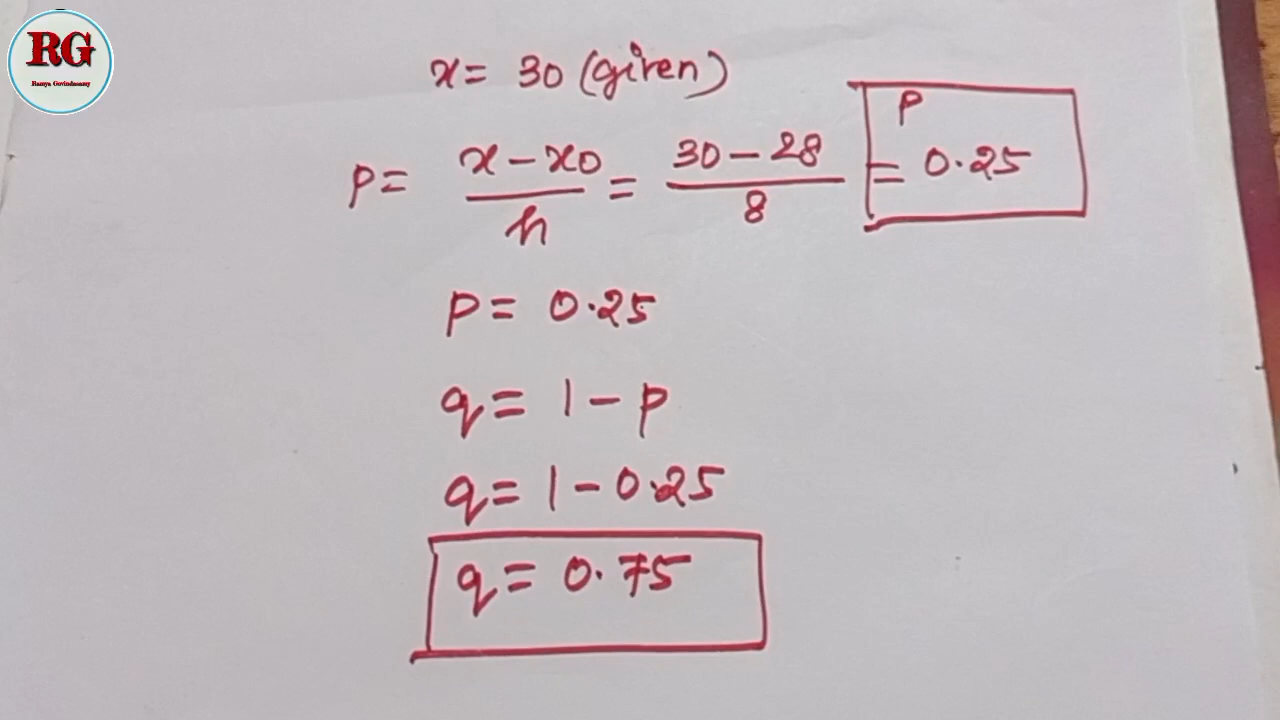 RG
Ramya Govindasamy
x = 30 (given)
p = x - x0 / h = 30 - 28 / 8 = 0.25
p
p = 0.25
q = 1 - p
q = 1 - 0.25
q = 0.75